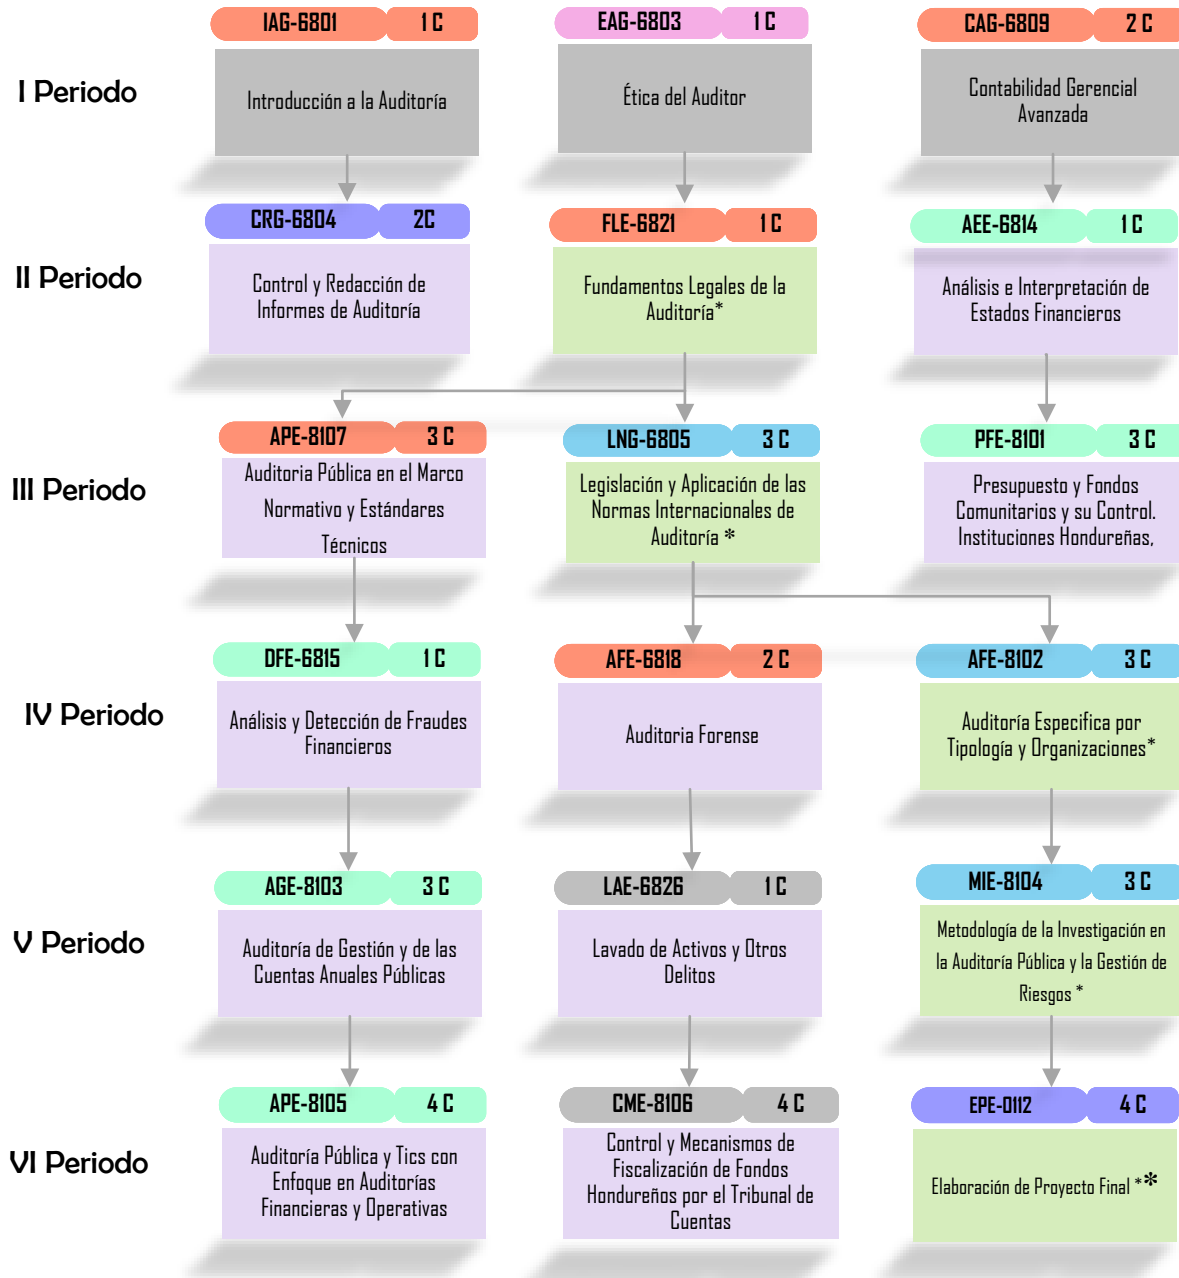 IAG-6801 1 C
EAG-6803 1 C
CAG-6809 2 C
I Periodo
Introducción a la Auditoría
Ética del Auditor
Contabilidad Gerencial
Avanzada
CRG-6804 2C
FLE-6821 1 C
AEE-6814 1 C
II Periodo
Control y Redacción de
Informes de Auditoría
Fundamentos Legales de la
Auditoría*
Análisis e Interpretación de
Estados Financieros
APE-8107 3 C
LNG-6805 3 C
PFE-8101 3 C
III Periodo
Auditoria Pública en el Marco
Normativo y Estándares
Técnicos
Legislación y Aplicación de las
Normas Internacionales de
Auditoría *
Presupuesto y Fondos
Comunitarios y su Control.
Instituciones Hondureñas,
DFE-6815 1 C
AFE-6818 2 C
AFE-8102 3 C
IV Periodo
Análisis y Detección de Fraudes
Financieros
Auditoria Forense
Auditoría Especifica por
Tipología y Organizaciones*
AGE-8103 3 C
LAE-6826 1 C
MIE-8104 3 C
V Periodo
Auditoría de Gestión y de las
Cuentas Anuales Públicas
Lavado de Activos y Otros
Delitos
Metodología de la Investigación en
la Auditoría Pública y la Gestión de
Riesgos *
APE-8105 4 C
CME-8106 4 C
EPE-0112 4 C
VI Periodo
Auditoría Pública y Tics con
Enfoque en Auditorías
Financieras y Operativas
Control y Mecanismos de
Fiscalización de Fondos
Hondureños por el Tribunal de
Cuentas
Elaboración de Proyecto Final **